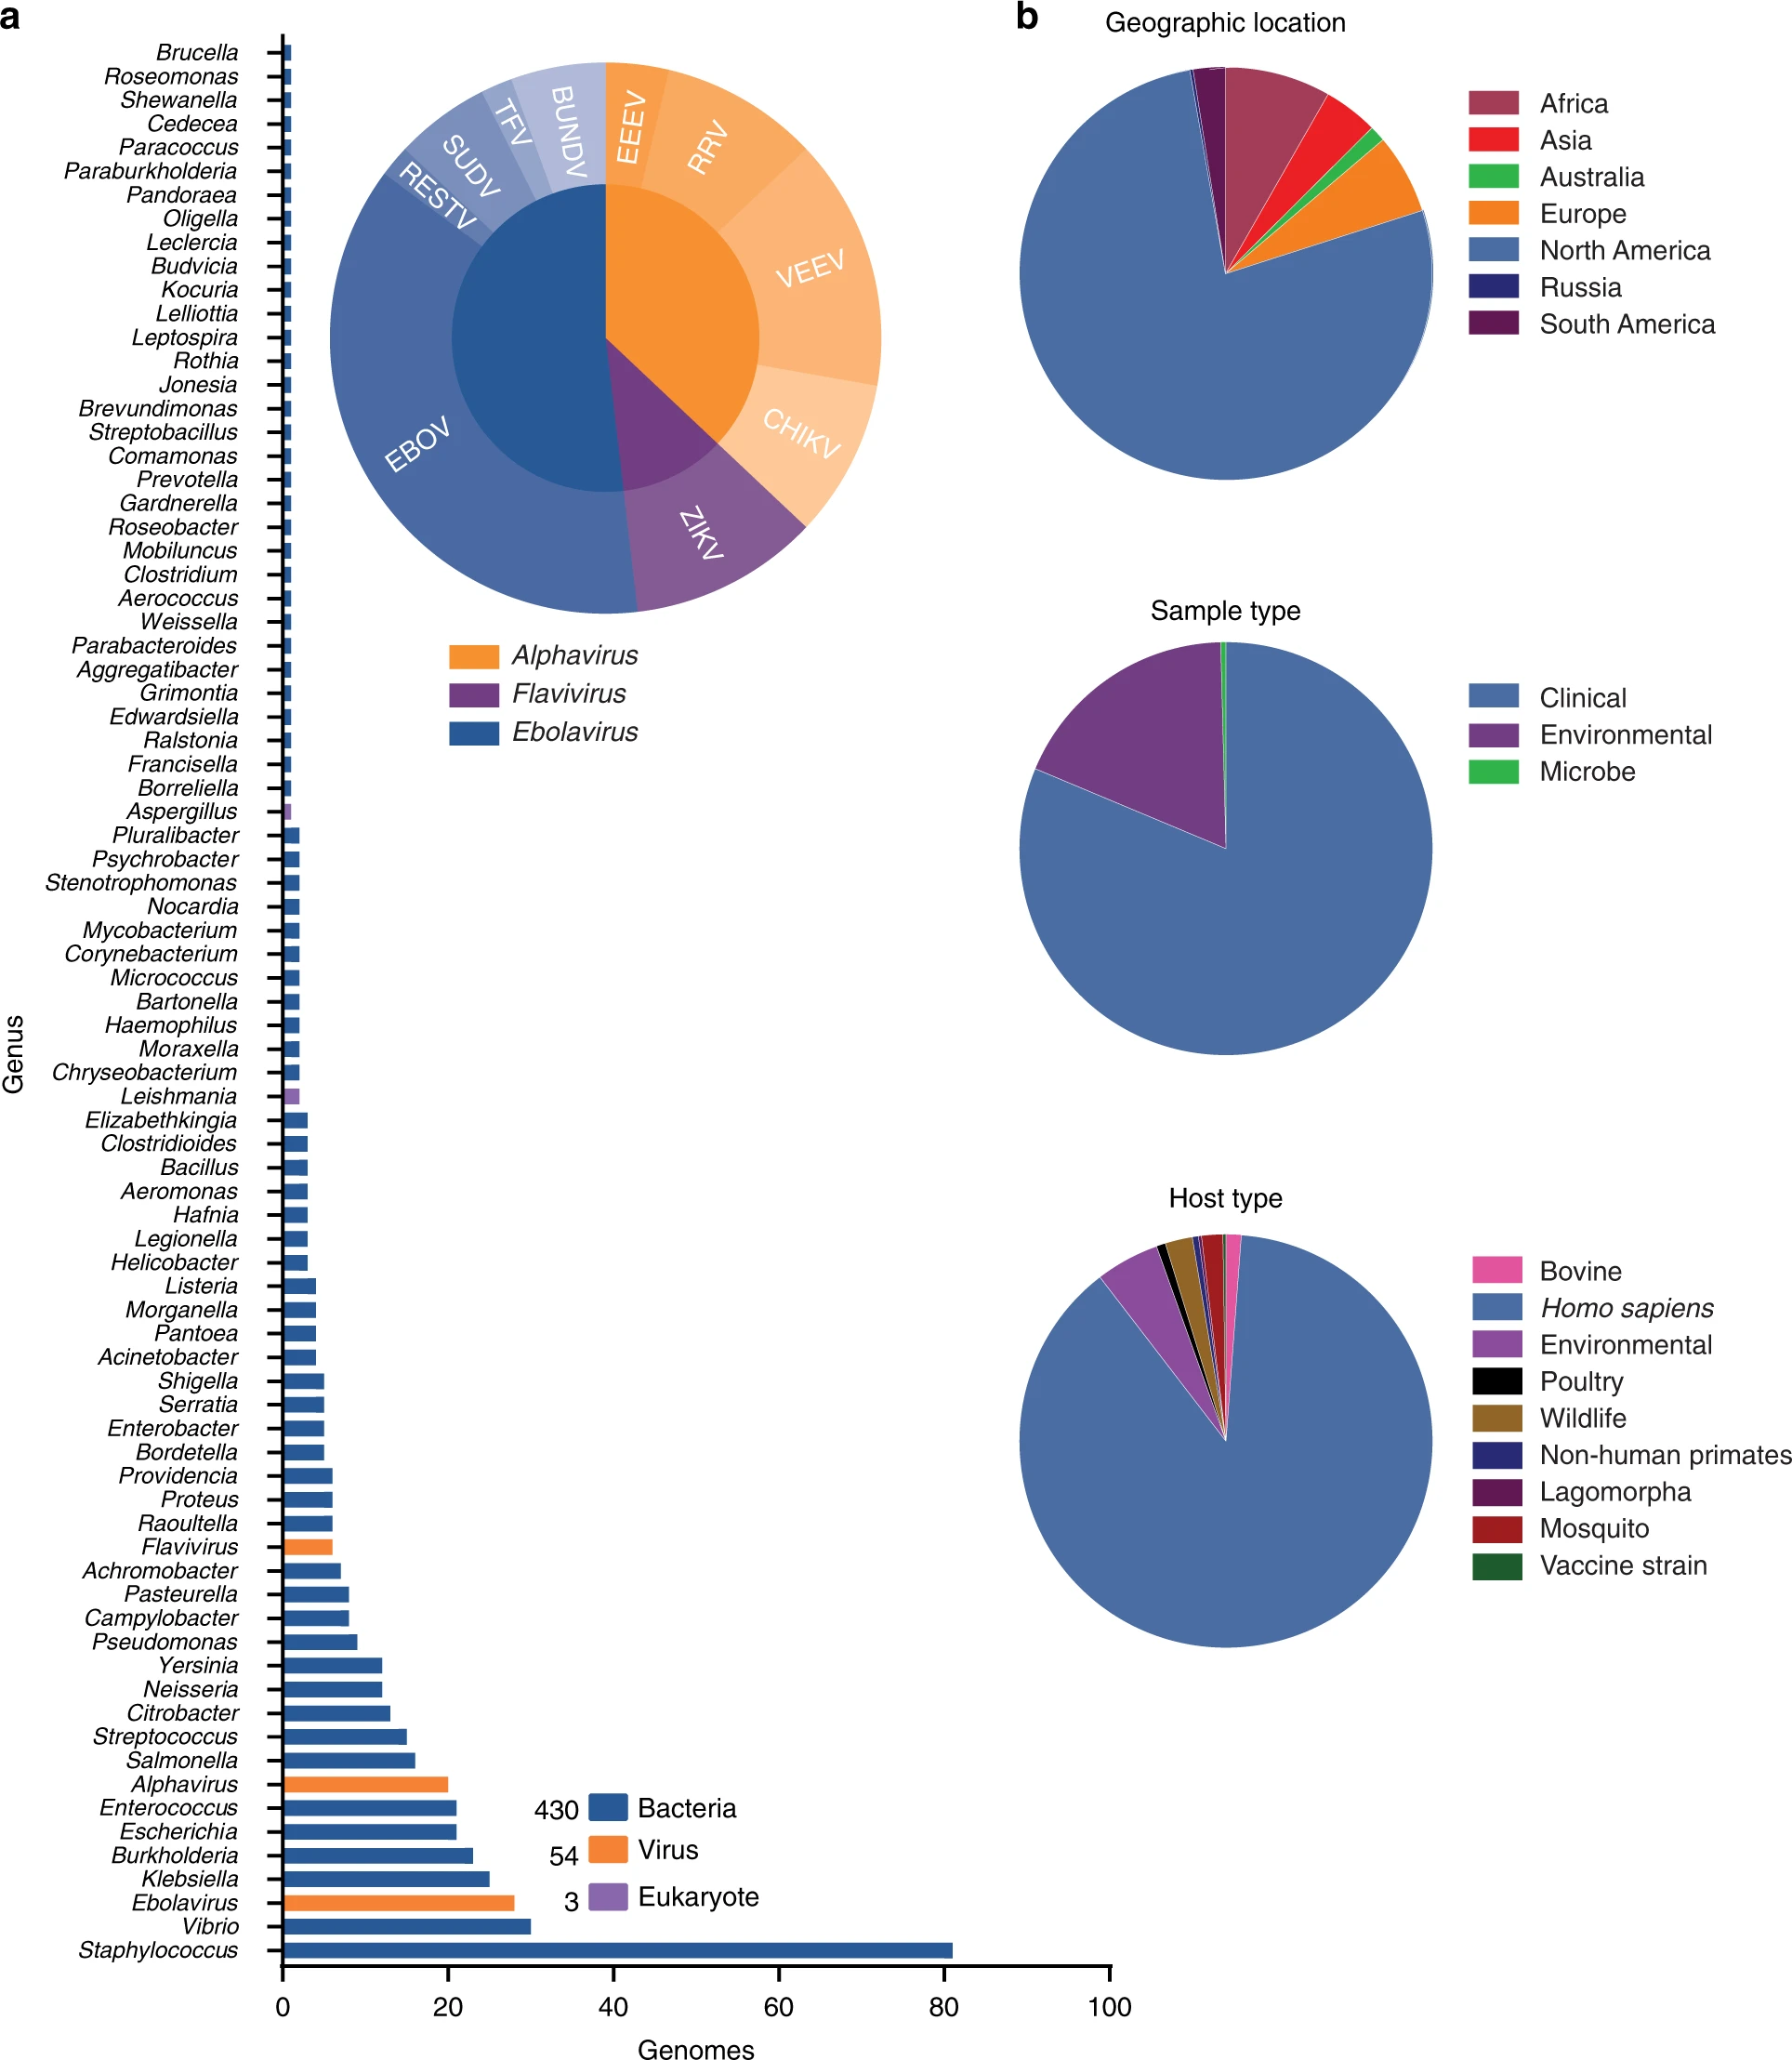 a
Brucella
Roseomonas
Shewanella
Cedecea
Paracoccus
Paraburkholderia
Pandoraea
Oligella
Leclercia
Budvicia
Kocuria
Lelliottia
Leptospira
Rothia
Jonesia
Brevundimonas
Streptobacillus
Comamonas
Prevotella
Gardnerella
Roseobacter
Mobiluncus
Clostridium
Aerococcus
Weissella
Parabacteroides
Aggregatibacter
Grimontia
Edwardsiella
Ralstonia
Francisella
Borreliella
Aspergillus
Pluralibacter
Psychrobacter
Stenotrophomonas
Nocardia
Mycobacterium
Corynebacterium
Micrococcus
Bartonella
Haemophilus
Moraxella
Chryseobacterium
Leishmania
Elizabethkingia
Clostridioides
Bacillus
Aeromonas
Hafnia
Legionella
Helicobacter
Listeria
Morganella
Pantoea
Acinetobacter
Shigella
Serratia
Enterobacter
Bordetella
Providencia
Proteus
Raoultella
Flavivirus
Achromobacter
Pasteurella
Campylobacter
Pseudomonas
Yersinia
Neisseria
Citrobacter
Streptococcus
Salmonella
Alphavirus
Enterococcus
Escherichia
Burkholderia
Klebsiella
Ebolavirus
Vibrio
Staphylococcus
Genus
0 20 40 60 80 100
Genomes
EEEV
RRV
VEEV
CHIKV
ZIKV
EBOV
RESTV
SUDV
TFV
BUNDV
Alphavirus
Flavivirus
Ebolavirus
430 Bacteria
54 Virus
3 Eukaryote
b
Geographic location
Africa
Asia
Australia
Europe
North America
Russia
South America
Sample type
Clinical
Environmental
Microbe
Host type
Bovine
Homo sapiens
Environmental
Poultry
Wildlife
Non-human primates
Lagomorpha
Mosquito
Vaccine strain